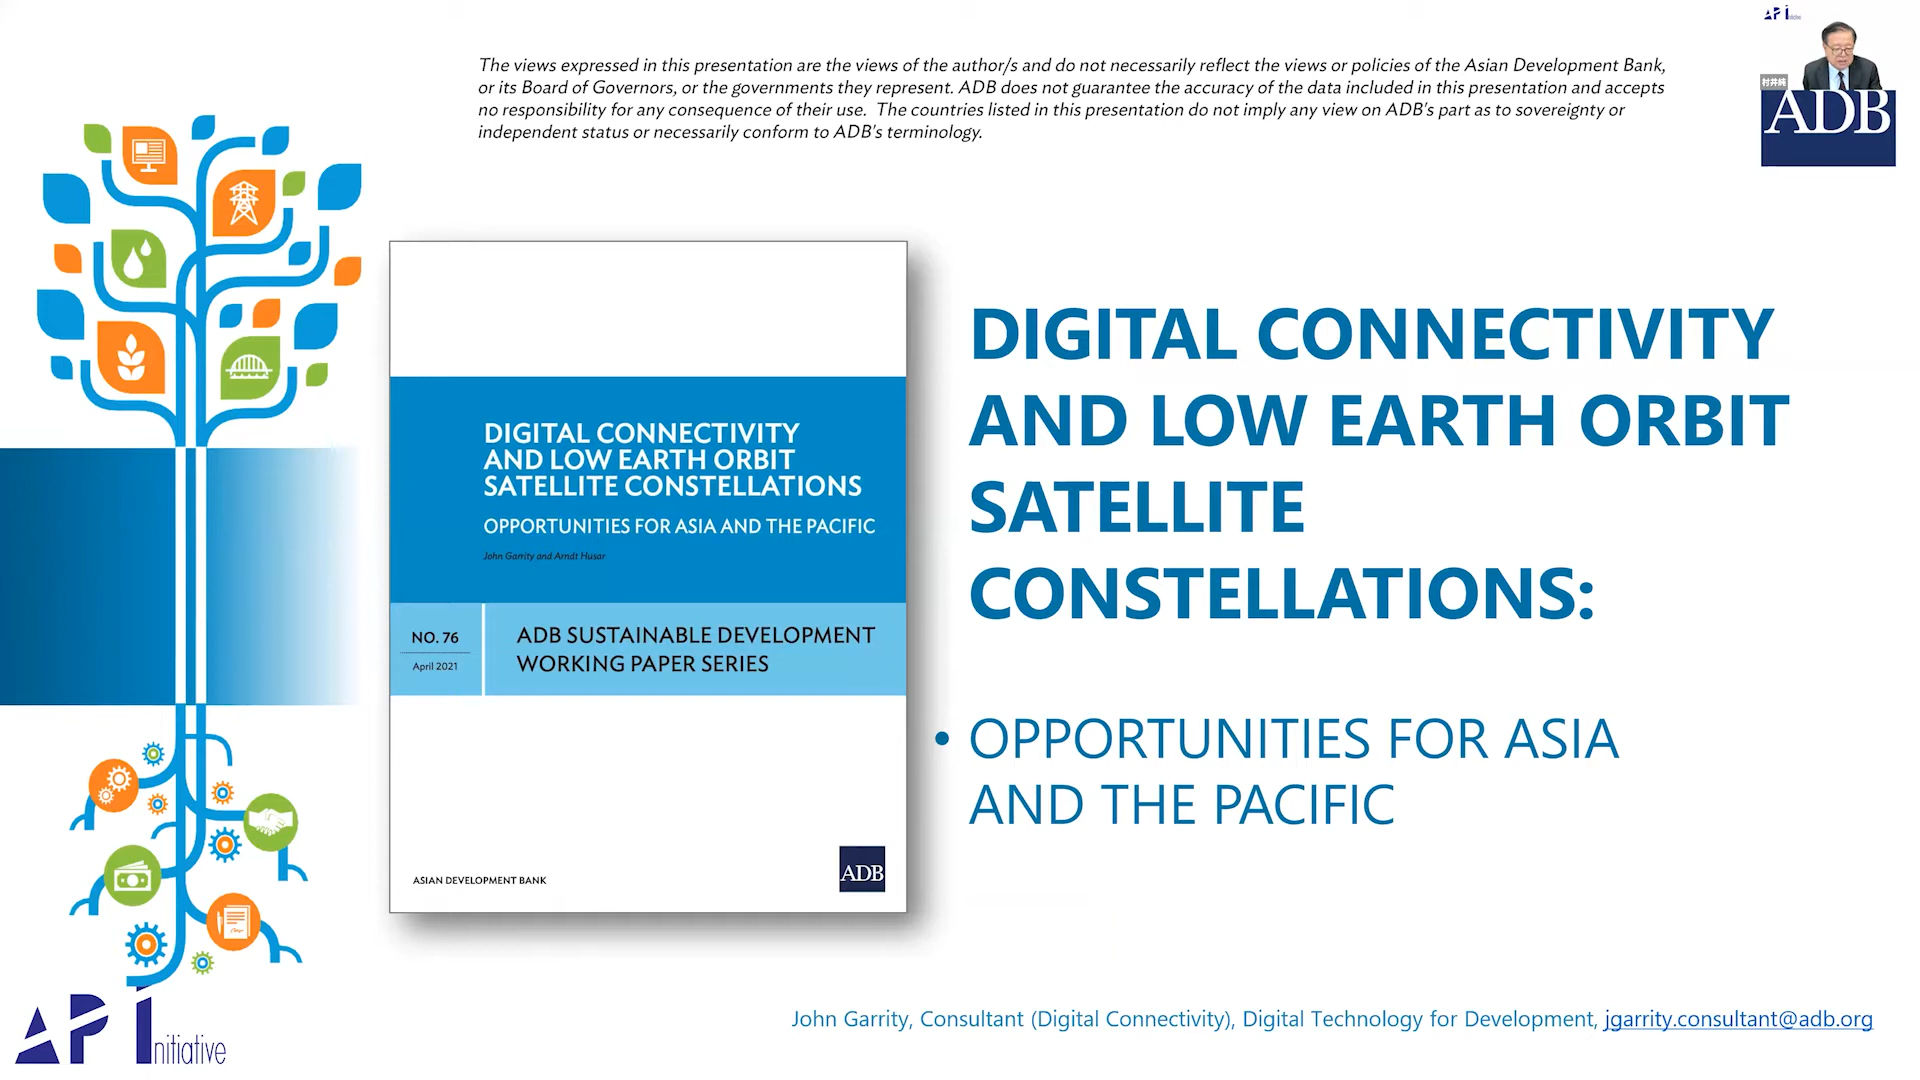 The views expressed in this presentation are the views of the author/s and do not necessarily reflect the views or policies of the Asian Development Bank,
or its Board of Governors, or the governments they represent. ADB does not guarantee the accuracy of the data included in this presentation and accepts
no responsibility for any consequence of their use. The countries listed in this presentation do not imply any view on ADB's part as to sovereignty or
independent status or necessarily conform to ADB's terminology.
AP Initiative
村井純
ADB
DIGITAL CONNECTIVITY
AND LOW EARTH ORBIT
SATELLITE CONSTELLATIONS
OPPORTUNITIES FOR ASIA AND THE PACIFIC
John Garrity and Arndt Husar
NO. 76
April 2021
ADB SUSTAINABLE DEVELOPMENT
WORKING PAPER SERIES
ASIAN DEVELOPMENT BANK
ADB
DIGITAL CONNECTIVITY
AND LOW EARTH ORBIT
SATELLITE
CONSTELLATIONS:
• OPPORTUNITIES FOR ASIA
AND THE PACIFIC
John Garrity, Consultant (Digital Connectivity), Digital Technology for Development, jgarrity.consultant@adb.org
AP Initiative